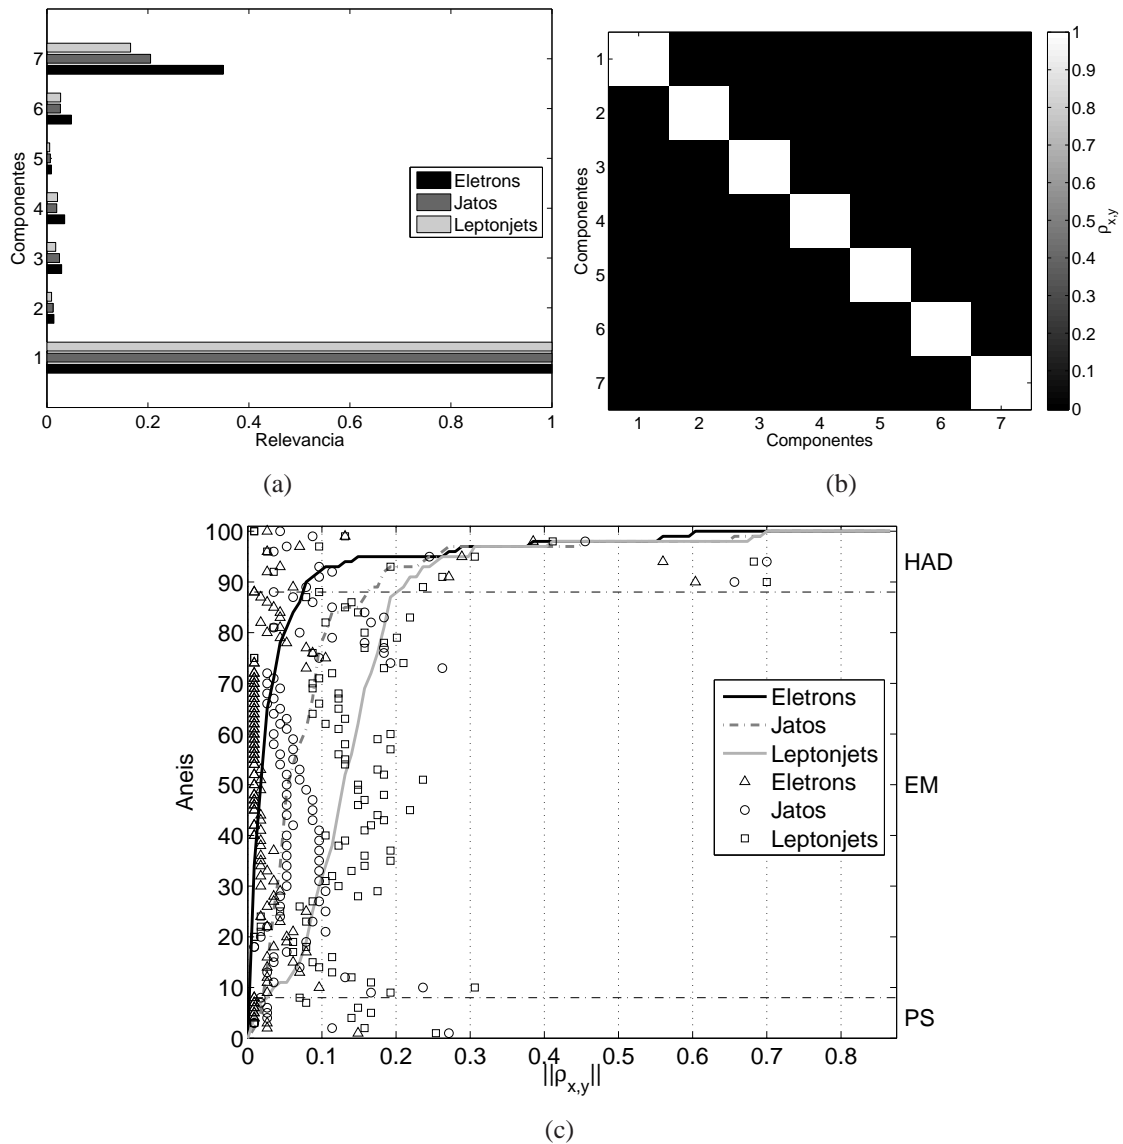 7
6
5
4
3
2
1
Componentes
0
0.2
0.4
0.6
0.8
1
Relevancia
Eletrons
Jatos
Leptonjets
(a)
1
2
3
4
5
6
7
Componentes
1
2
3
4
5
6
7
Componentes
1
0.9
0.8
0.7
0.6
0.5
0.4
0.3
0.2
0.1
0
ρx,y
(b)
100
90
80
70
60
50
40
30
20
10
0
Aneis
0
0.1
0.2
0.3
0.4
0.5
0.6
0.7
0.8
||ρx,y||
HAD
EM
PS
Eletrons
Jatos
Leptonjets
Eletrons
Jatos
Leptonjets
(c)